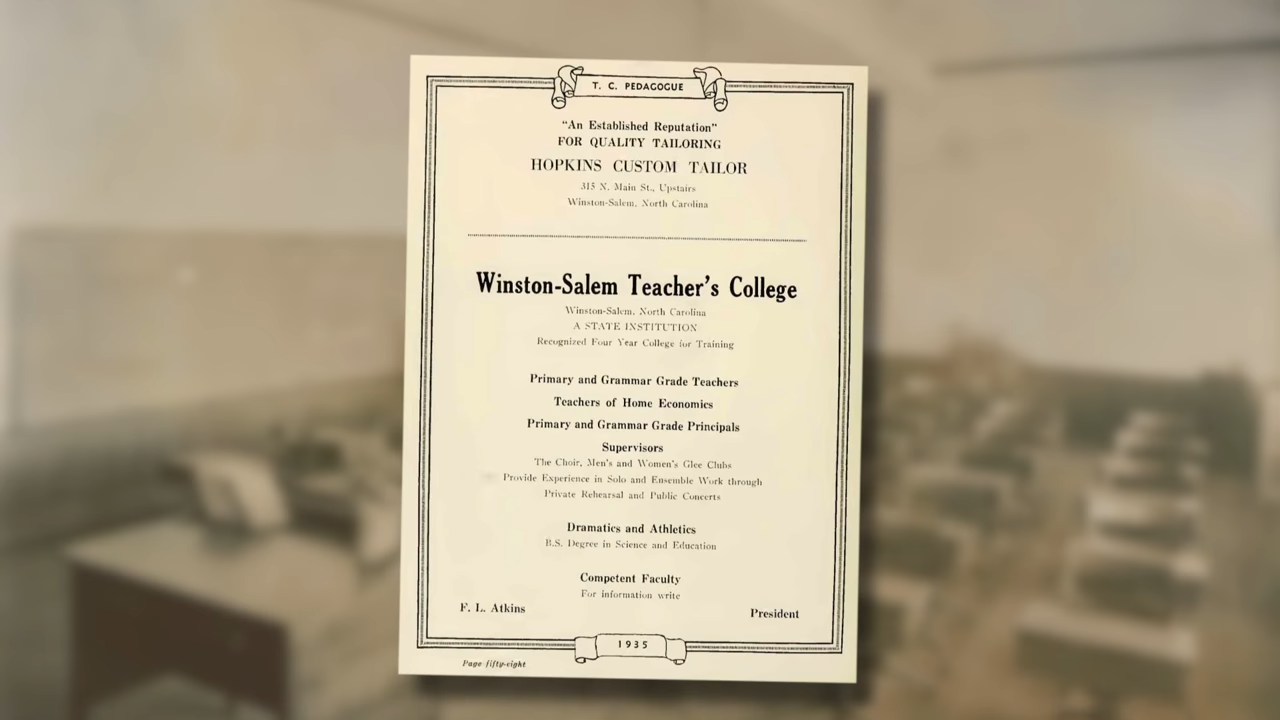 T. C. PEDAGOGUE
"An Established Reputation"
FOR QUALITY TAILORING
HOPKINS CUSTOM TAILOR
315 N. Main St., Upstairs
Winston-Salem, North Carolina
Winston-Salem Teacher's College
Winston-Salem, North Carolina
A STATE INSTITUTION
Recognized Four Year College for Training
Primary and Grammar Grade Teachers
Teachers of Home Economics
Primary and Grammar Grade Principals
Supervisors
The Choir, Men's and Women's Glee Clubs
Provide Experience in Solo and Ensemble Work through
Private Rehearsal and Public Concerts
Dramatics and Athletics
B.S. Degree in Science and Education
Competent Faculty
For information write
F. L. Atkins President
1935
Page fifty-eight